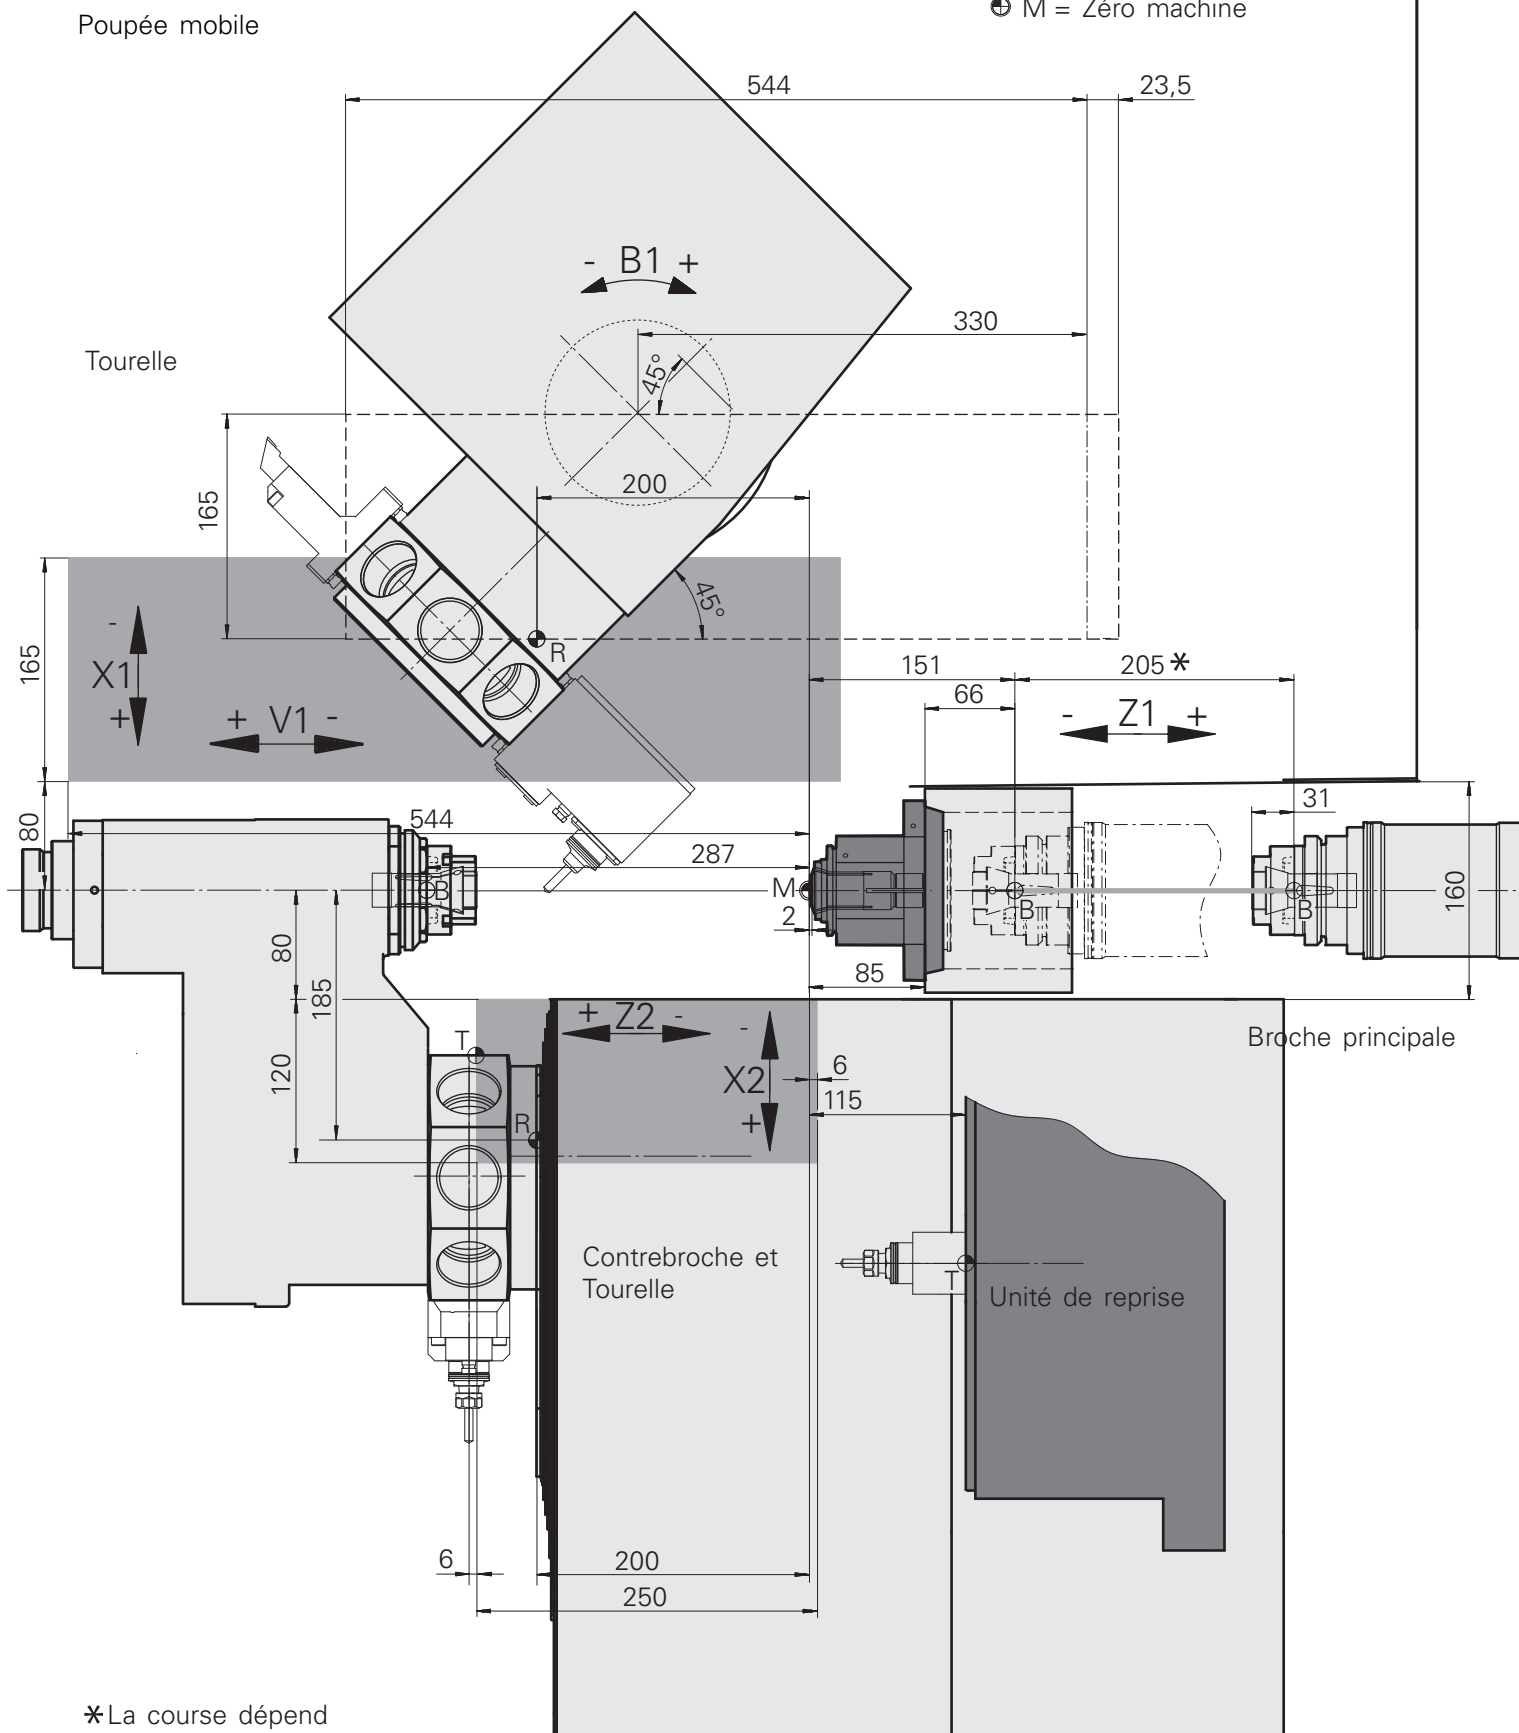 Poupée mobile
M = Zéro machine
544
23,5
- B1 +
330
Tourelle
45°
200
165
45°
R
165
-
X1
+
+ V1 -
151
205*
66
- Z1 +
80
544
31
287
M
B
B
B
2
160
80
85
185
+ Z2 -
-
Broche principale
T
120
X2
6
115
+
R
Contrebroche et
Tourelle
T
Unité de reprise
6
200
250
*La course dépend